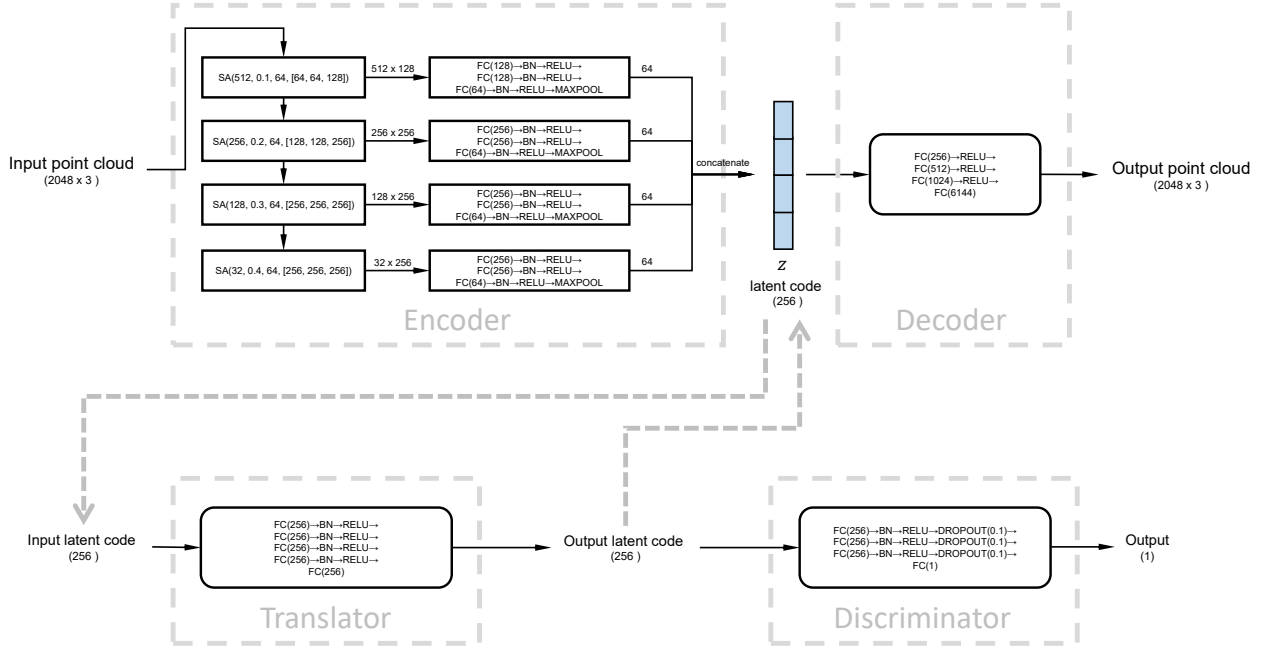 Input point cloud
(2048 x 3 )
SA(512, 0.1, 64, [64, 64, 128])
512 x 128
FC(128)→BN→RELU→
FC(128)→BN→RELU→
FC(64)→BN→RELU→MAXPOOL
64
SA(256, 0.2, 64, [128, 128, 256])
256 x 256
FC(256)→BN→RELU→
FC(256)→BN→RELU→
FC(64)→BN→RELU→MAXPOOL
64
SA(128, 0.3, 64, [256, 256, 256])
128 x 256
FC(256)→BN→RELU→
FC(256)→BN→RELU→
FC(64)→BN→RELU→MAXPOOL
64
SA(32, 0.4, 64, [256, 256, 256])
32 x 256
FC(256)→BN→RELU→
FC(256)→BN→RELU→
FC(64)→BN→RELU→MAXPOOL
64
Encoder
concatenate
z
latent code
(256 )
FC(256)→RELU→
FC(512)→RELU→
FC(1024)→RELU→
FC(6144)
Decoder
Output point cloud
(2048 x 3 )
Input latent code
(256 )
FC(256)→BN→RELU→
FC(256)→BN→RELU→
FC(256)→BN→RELU→
FC(256)→BN→RELU→
FC(256)
Translator
Output latent code
(256 )
FC(256)→BN→RELU→DROPOUT(0.1)→
FC(256)→BN→RELU→DROPOUT(0.1)→
FC(256)→BN→RELU→DROPOUT(0.1)→
FC(1)
Discriminator
Output
(1)